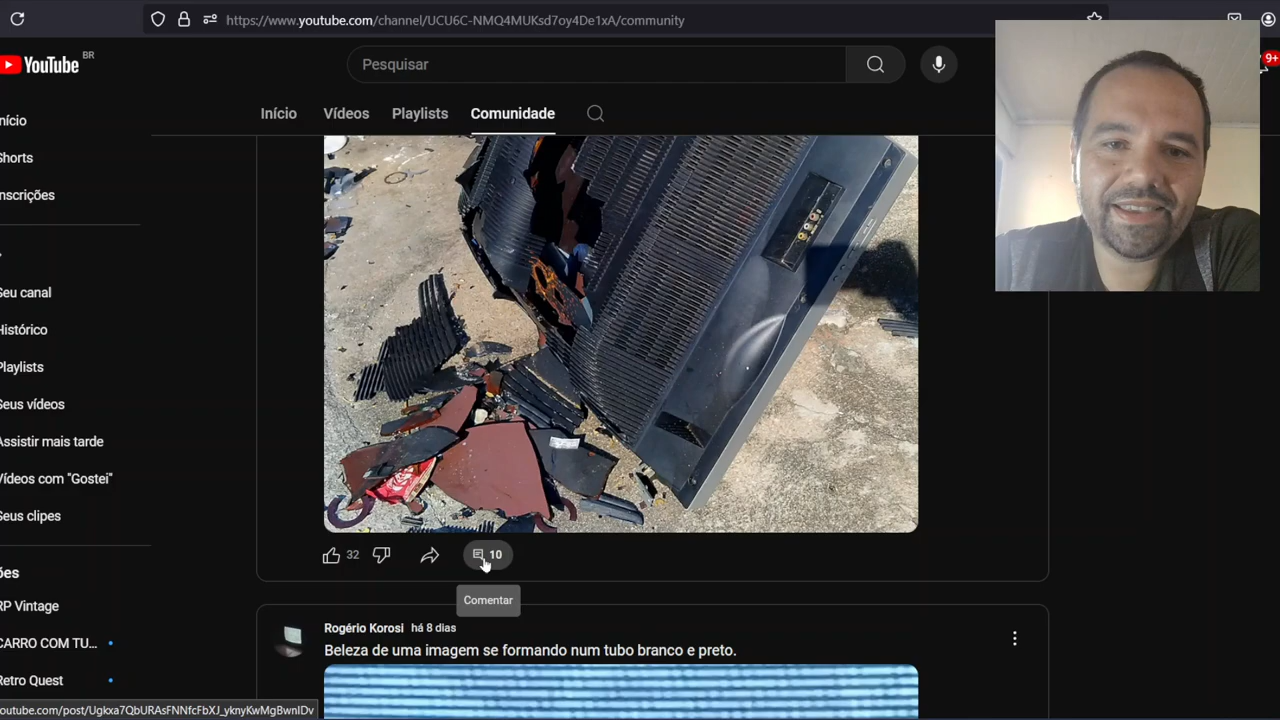 https://www.youtube.com/channel/UCU6C-NMQ4MUKsd7oy4De1xA/community
YouTube BR
Pesquisar
9+
Início Vídeos Playlists Comunidade
nício
Shorts
nscrições
Seu canal
Histórico
Playlists
Seus vídeos
Assistir mais tarde
Vídeos com "Gostei"
Seus clipes
ões
RP Vintage
CARRO COM TU...
Retro Quest
32
10
Comentar
Rogério Korosi há 8 dias
Beleza de uma imagem se formando num tubo branco e preto.
outube.com/post/Ugkxa7QbURAsFNNfcFbXJ_yknyKwMgBwnIDv